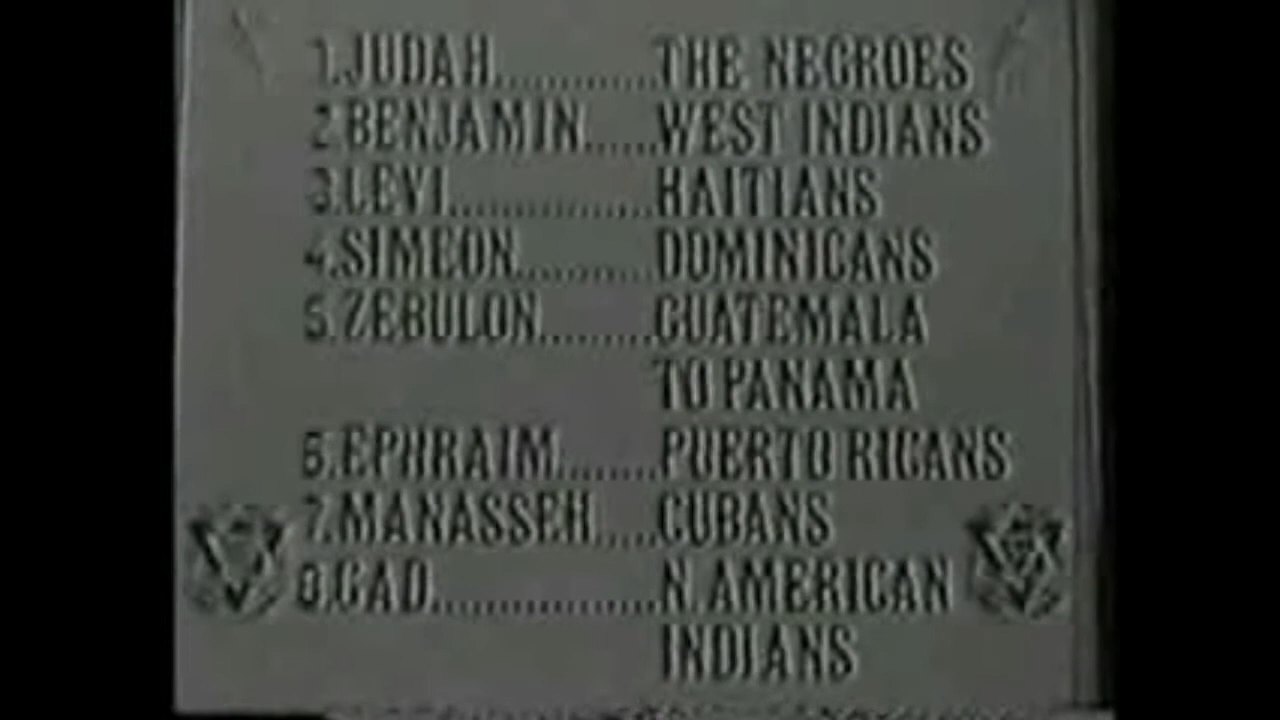 1.JUDAH............THE NEGROES
2.BENJAMIN.....WEST INDIANS
3.LEVI................HAITIANS
4.SIMEON..........DOMINICANS
5.ZEBULON........GUATEMALA
TO PANAMA
6.EPHRAIM.......PUERTO RICANS
7.MANASSEH....CUBANS
8.GAD.................N. AMERICAN
INDIANS